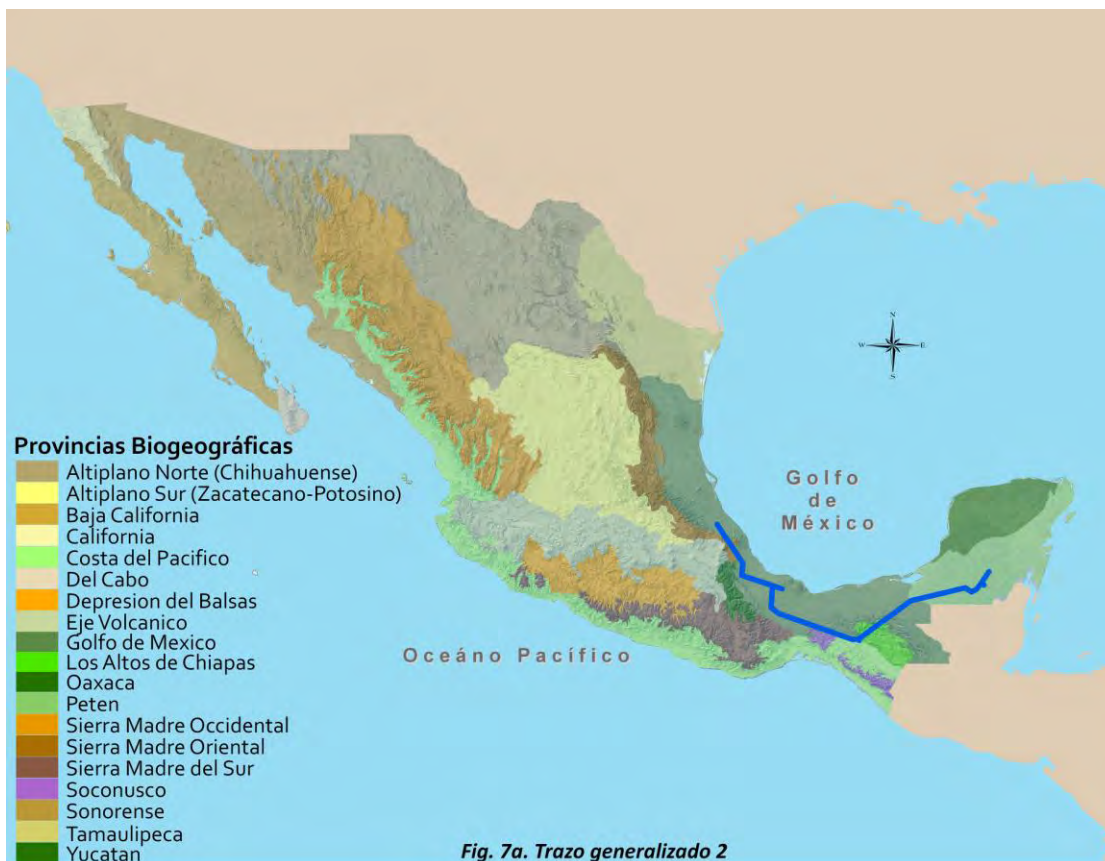 N
W E
S
Golfo
de
México
Océano Pacífico
Provincias Biogeográficas
Altiplano Norte (Chihuahuense)
Altiplano Sur (Zacatecano-Potosino)
Baja California
California
Costa del Pacifico
Del Cabo
Depresion del Balsas
Eje Volcanico
Golfo de Mexico
Los Altos de Chiapas
Oaxaca
Peten
Sierra Madre Occidental
Sierra Madre Oriental
Sierra Madre del Sur
Soconusco
Sonorense
Tamaulipeca
Yucatan
Fig. 7a. Trazo generalizado 2